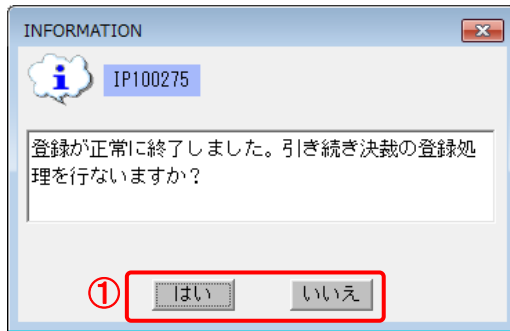 INFORMATION
IP100275
登録が正常に終了しました。引き続き決裁の登録処
理を行ないますか？
① はい いいえ